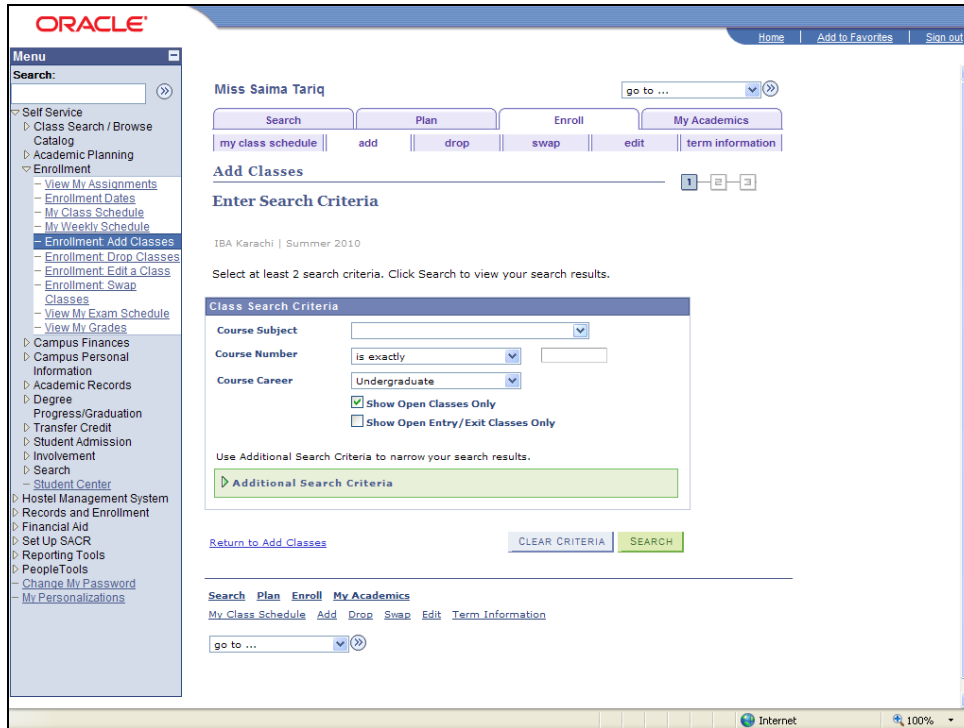 ORACLE'
Home Add to Favorites Sign out
Menu
Search:
Self Service
Class Search / Browse
Catalog
Academic Planning
Enrollment
View My Assignments
Enrollment Dates
My Class Schedule
My Weekly Schedule
Enrollment: Add Classes
Enrollment: Drop Classes
Enrollment: Edit a Class
Enrollment: Swap
Classes
View My Exam Schedule
View My Grades
Campus Finances
Campus Personal
Information
Academic Records
Degree
Progress/Graduation
Transfer Credit
Student Admission
Involvement
Search
Student Center
Hostel Management System
Records and Enrollment
Financial Aid
Set Up SACR
Reporting Tools
PeopleTools
Change My Password
My Personalizations
Miss Saima Tariq
go to ...
Search Plan Enroll My Academics
my class schedule add drop swap edit term information
Add Classes
1 2 3
Enter Search Criteria
IBA Karachi | Summer 2010
Select at least 2 search criteria. Click Search to view your search results.
Class Search Criteria
Course Subject
Course Number is exactly
Course Career Undergraduate
Show Open Classes Only
Show Open Entry/Exit Classes Only
Use Additional Search Criteria to narrow your search results.
Additional Search Criteria
Return to Add Classes CLEAR CRITERIA SEARCH
Search Plan Enroll My Academics
My Class Schedule Add Drop Swap Edit Term Information
go to ...
Internet 100%